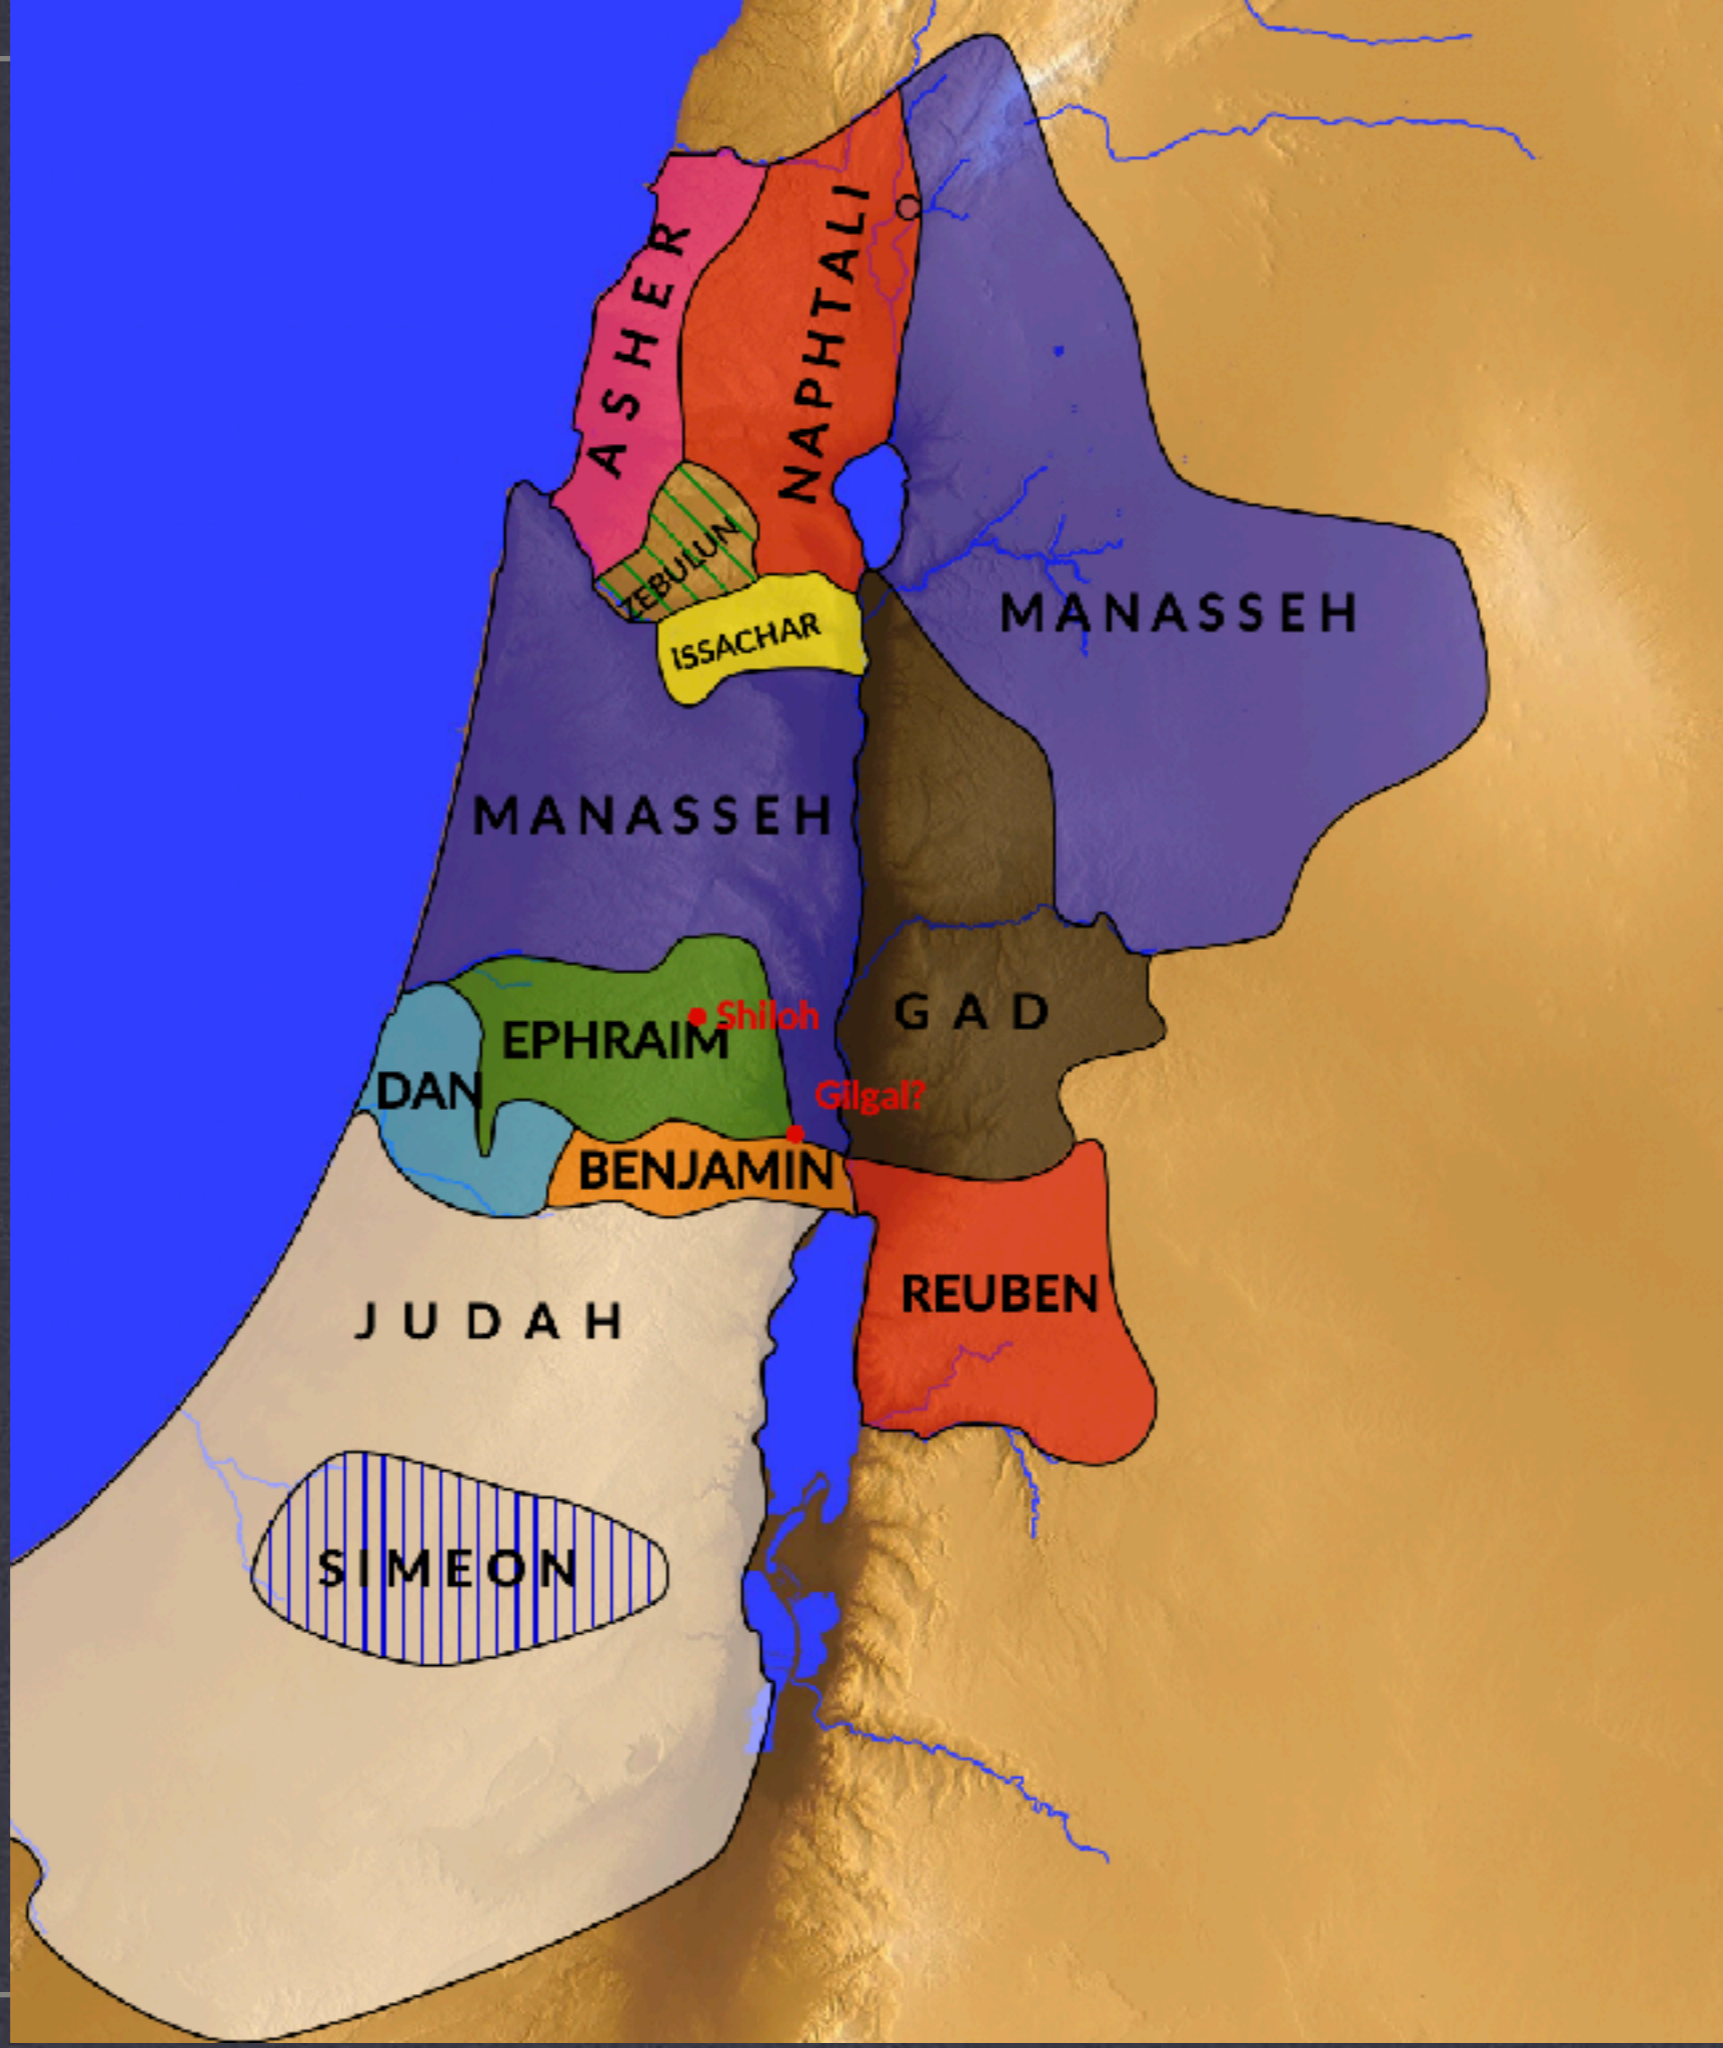 ASHER
NAPHTALI
ZEBULUN
ISSACHAR
MANASSEH
MANASSEH
EPHRAIM
Shiloh
GAD
DAN
Gilgal?
BENJAMIN
REUBEN
JUDAH
SIMEON